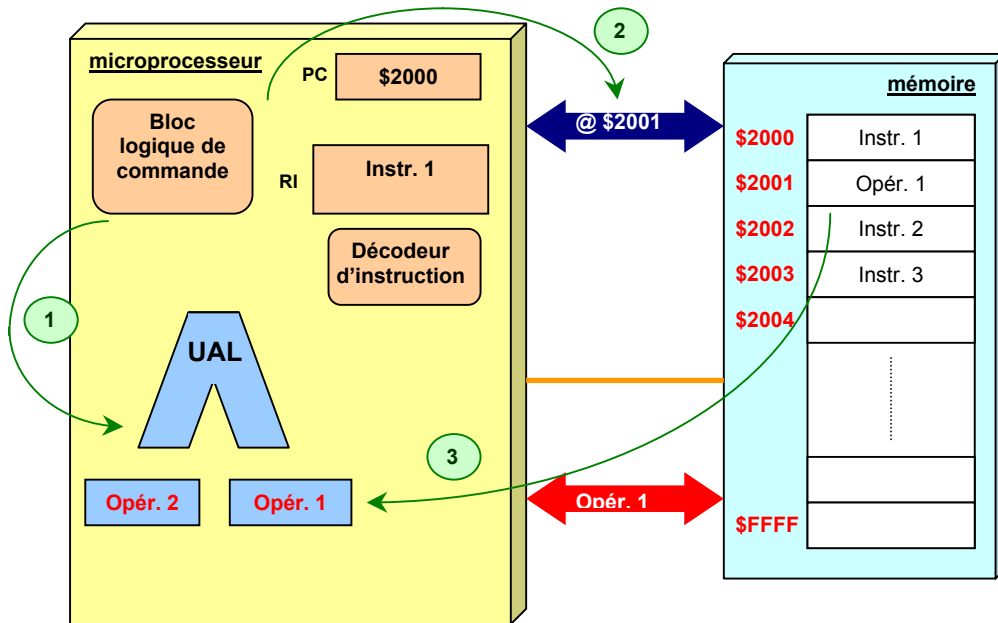 microprocesseur
PC
$2000
Bloc
logique de
commande
RI
Instr. 1
Décodeur
d'instruction
1
UAL
Opér. 2
Opér. 1
2
@ $2001
3
Opér. 1
mémoire
$2000
Instr. 1
$2001
Opér. 1
$2002
Instr. 2
$2003
Instr. 3
$2004
$FFFF